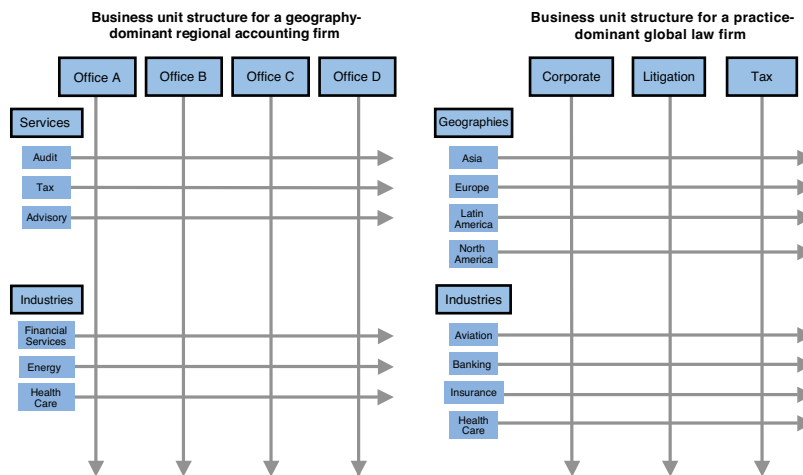 Business unit structure for a geography-
dominant regional accounting firm
Office A
Office B
Office C
Office D
Services
Audit
Tax
Advisory
Industries
Financial
Services
Energy
Health
Care
Business unit structure for a practice-
dominant global law firm
Corporate
Litigation
Tax
Geographies
Asia
Europe
Latin
America
North
America
Industries
Aviation
Banking
Insurance
Health
Care